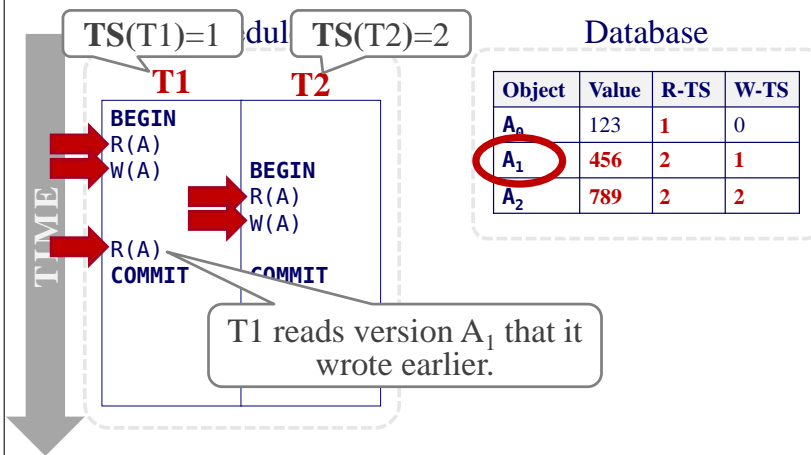 TS(T1)=1
edul
TS(T2)=2
Database
T1
T2
BEGIN
R(A)
W(A)
R(A)
COMMIT
BEGIN
R(A)
W(A)
COMMIT
TIME
T1 reads version A₁ that it
wrote earlier.
Object Value R-TS W-TS
A₀ 123 1 0
A₁ 456 2 1
A₂ 789 2 2